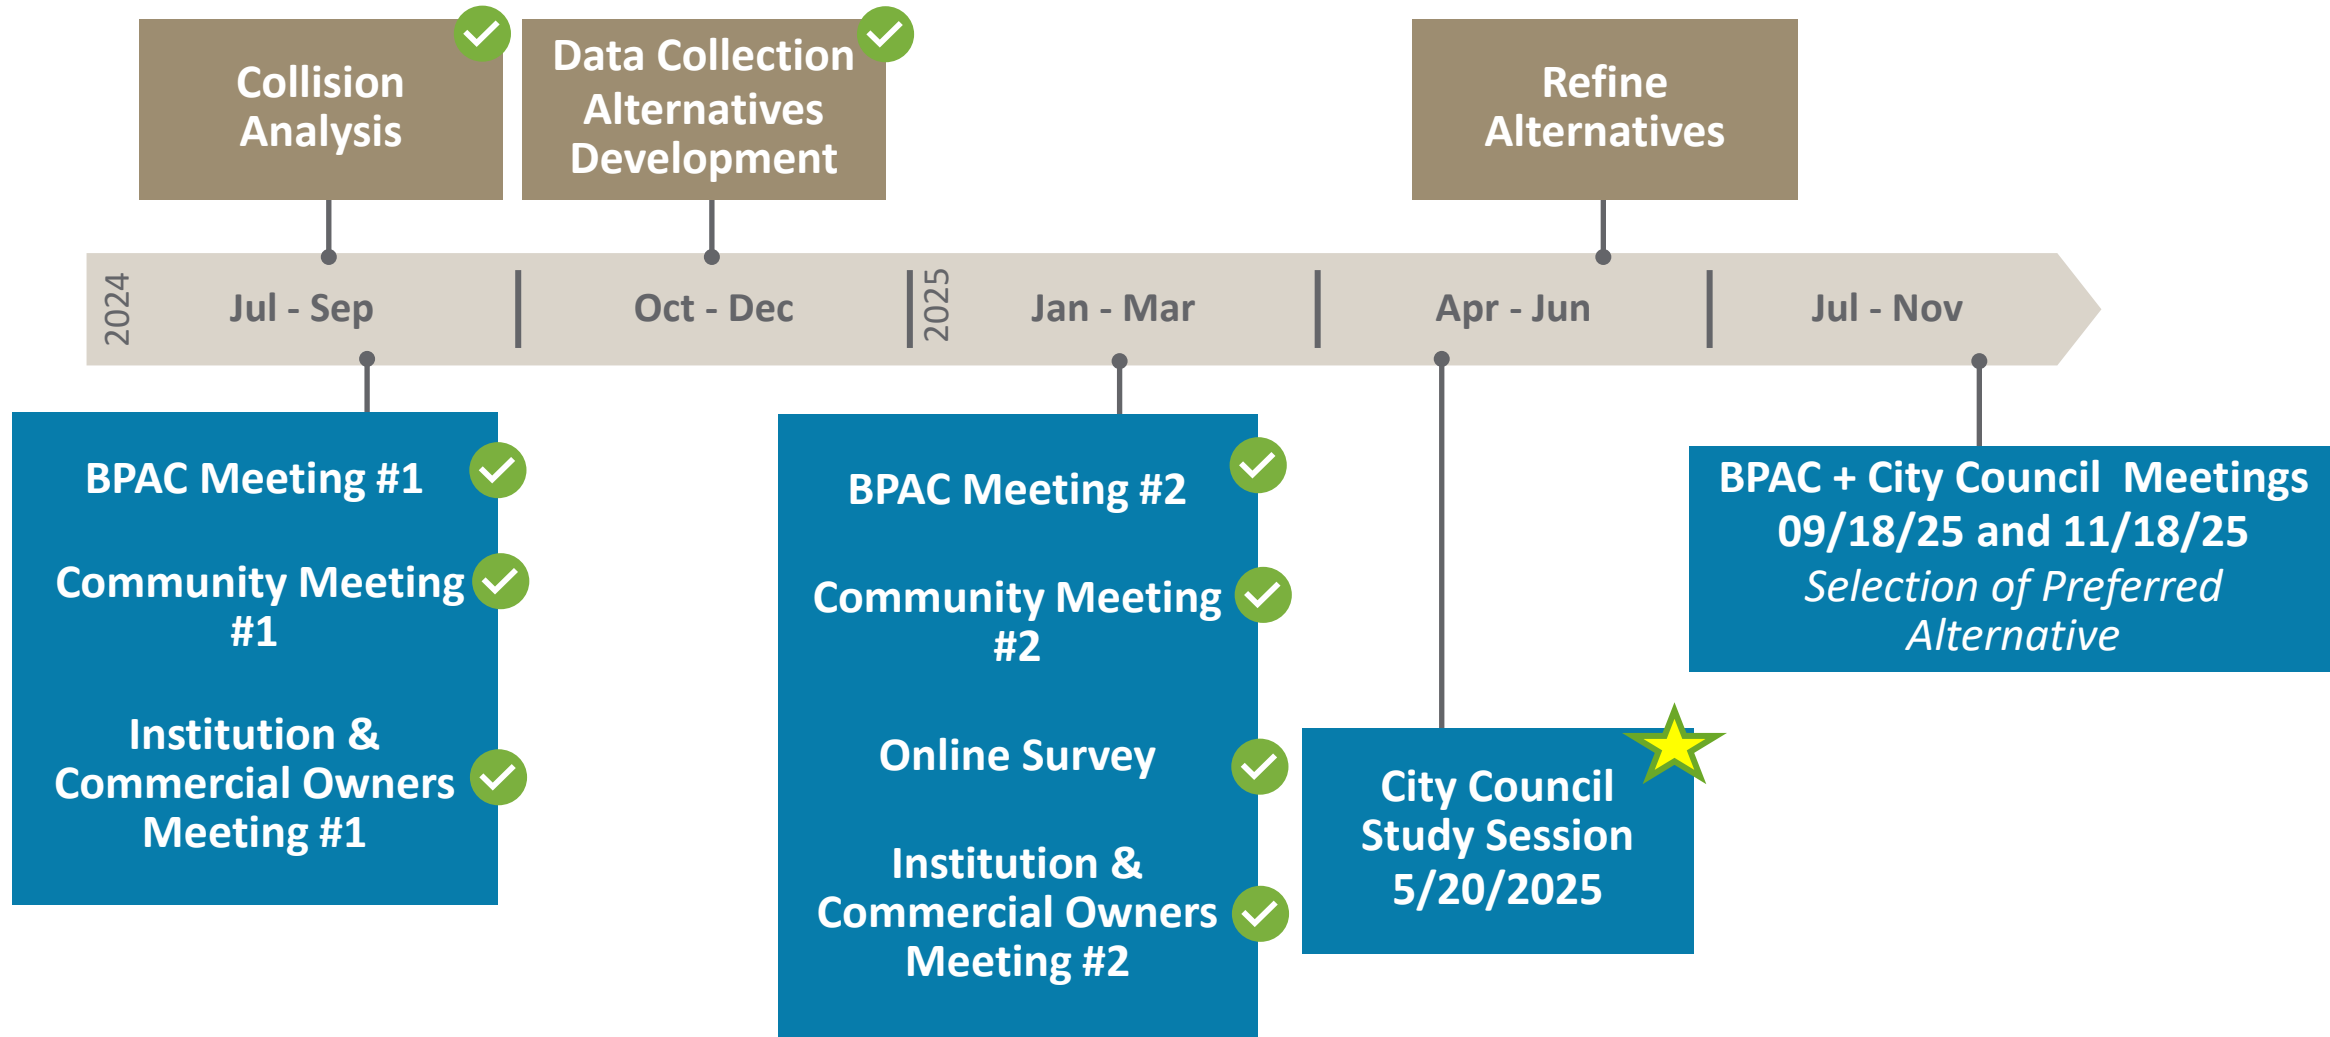 Collision
Analysis
Data Collection
Alternatives
Development
Refine
Alternatives
2024
Jul - Sep
Oct - Dec
2025
Jan - Mar
Apr - Jun
Jul - Nov
BPAC Meeting #1
Community Meeting
#1
Institution &
Commercial Owners
Meeting #1
BPAC Meeting #2
Community Meeting
#2
Online Survey
Institution &
Commercial Owners
Meeting #2
City Council
Study Session
5/20/2025
BPAC + City Council  Meetings
09/18/25 and 11/18/25
Selection of Preferred
Alternative